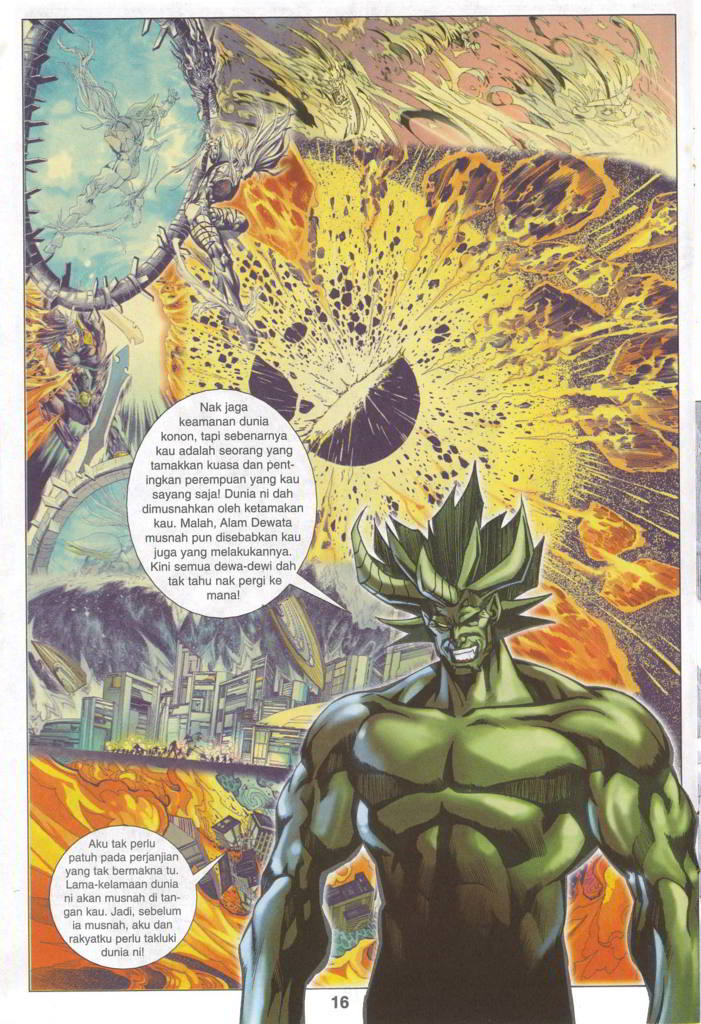 Nak jaga
keamanan dunia
konon, tapi sebenarnya
kau adalah seorang yang
tamakkan kuasa dan pent-
ingkan perempuan yang kau
sayang saja! Dunia ni dah
dimusnahkan oleh ketamakan
kau. Malah, Alam Dewata
musnah pun disebabkan kau
juga yang melakukannya.
Kini semua dewa-dewi dah
tak tahu nak pergi ke
mana!
Aku tak perlu
patuh pada perjanjian
yang tak bermakna tu.
Lama-kelamaan dunia
ni akan musnah di tan-
gan kau. Jadi, sebelum
ia musnah, aku dan
rakyatku perlu takluki
dunia ni!
16